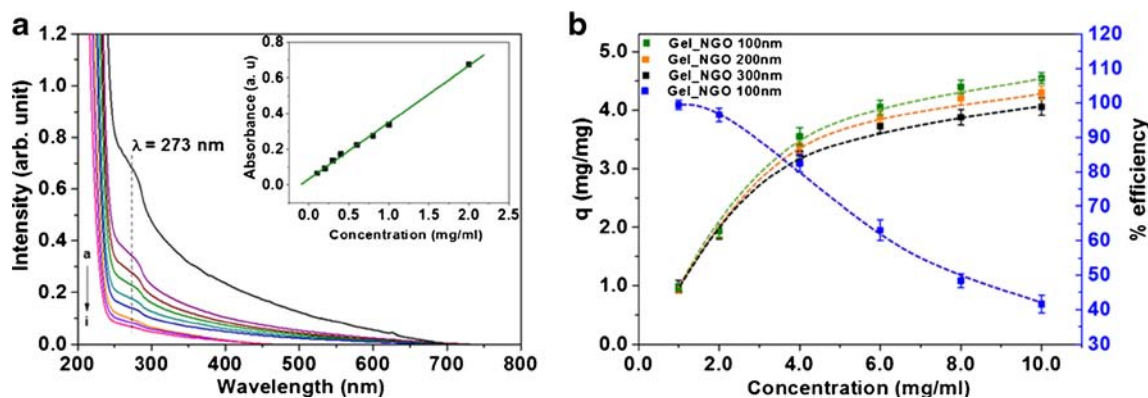 a
1.2
1.0
0.8
0.6
0.4
0.2
0.0
Intensity (arb. unit)
200 300 400 500 600 700 800
Wavelength (nm)
λ = 273 nm
a
i
0.8
0.6
0.4
0.2
0.0
Absorbance (a. u)
0.0 0.5 1.0 1.5 2.0 2.5
Concentration (mg/ml)
b
5.0
4.0
3.0
2.0
1.0
0.0
q (mg/mg)
Gel_NGO 100nm
Gel_NGO 200nm
Gel_NGO 300nm
Gel_NGO 100nm
0.0 2.0 4.0 6.0 8.0 10.0
Concentration (mg/ml)
120
110
100
90
80
70
60
50
40
30
% efficiency